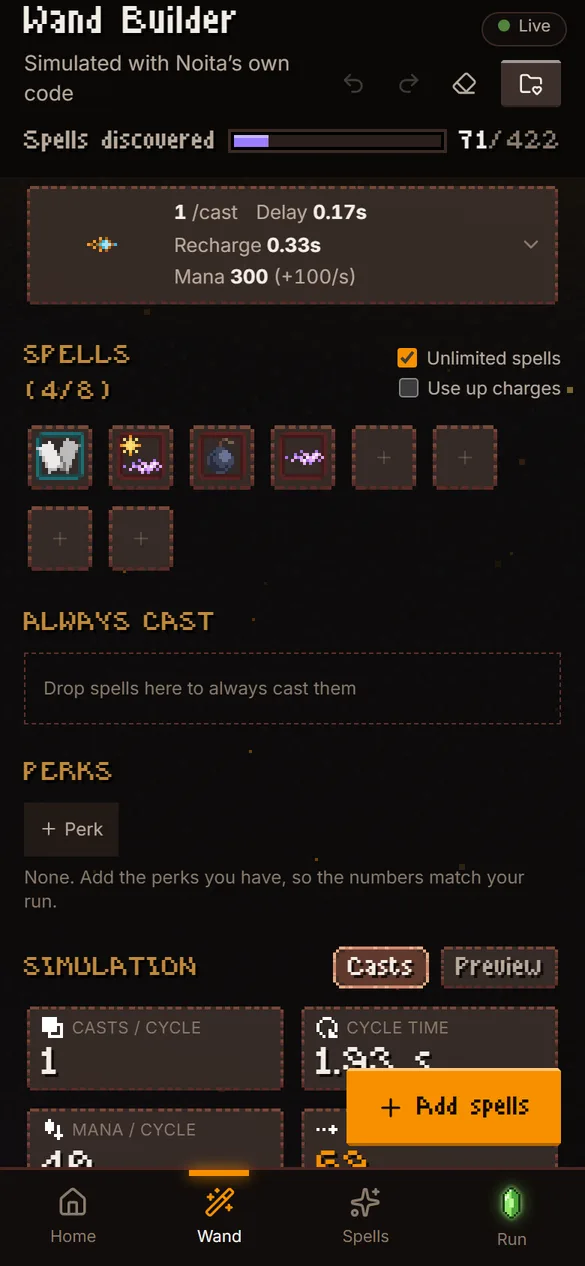 Wand Builder
Live
Simulated with Noita's own
code
Spells discovered 71/422
1 /cast Delay 0.17s
Recharge 0.33s
Mana 300 (+100/s)
SPELLS
(4/8)
Unlimited spells
Use up charges
ALWAYS CAST
Drop spells here to always cast them
PERKS
+ Perk
None. Add the perks you have, so the numbers match your
run.
SIMULATION
Casts
Preview
CASTS / CYCLE
1
CYCLE TIME
1.93 s
+ Add spells
MANA / CYCLE
Home
Wand
Spells
Run